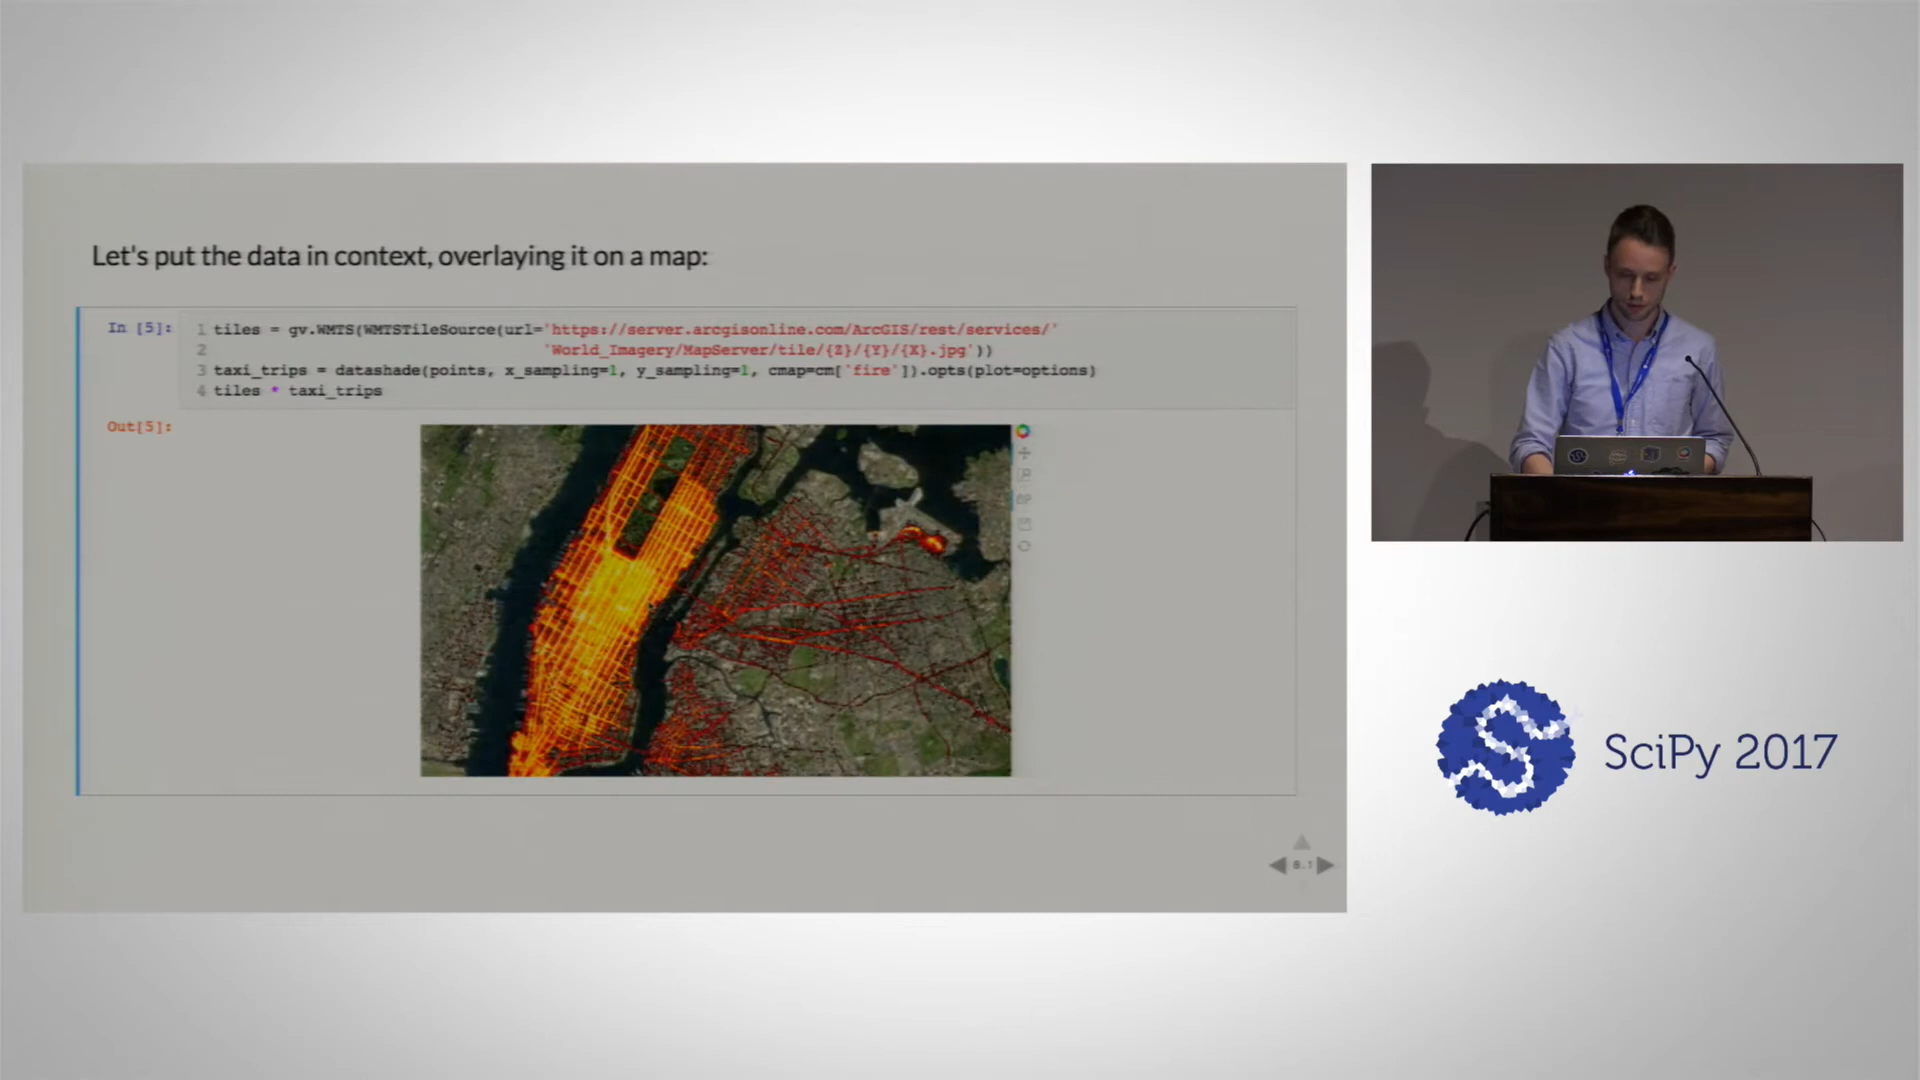 Let's put the data in context, overlaying it on a map:
In [5]:
1 tiles = gv.WMTS(WMTSTileSource(url='https://server.arcgisonline.com/ArcGIS/rest/services/'
2 'World_Imagery/MapServer/tile/{Z}/{Y}/{X}.jpg'))
3 taxi_trips = datashade(points, x_sampling=1, y_sampling=1, cmap=cm['fire']).opts(plot=options)
4 tiles * taxi_trips
Out[5]:
SciPy 2017